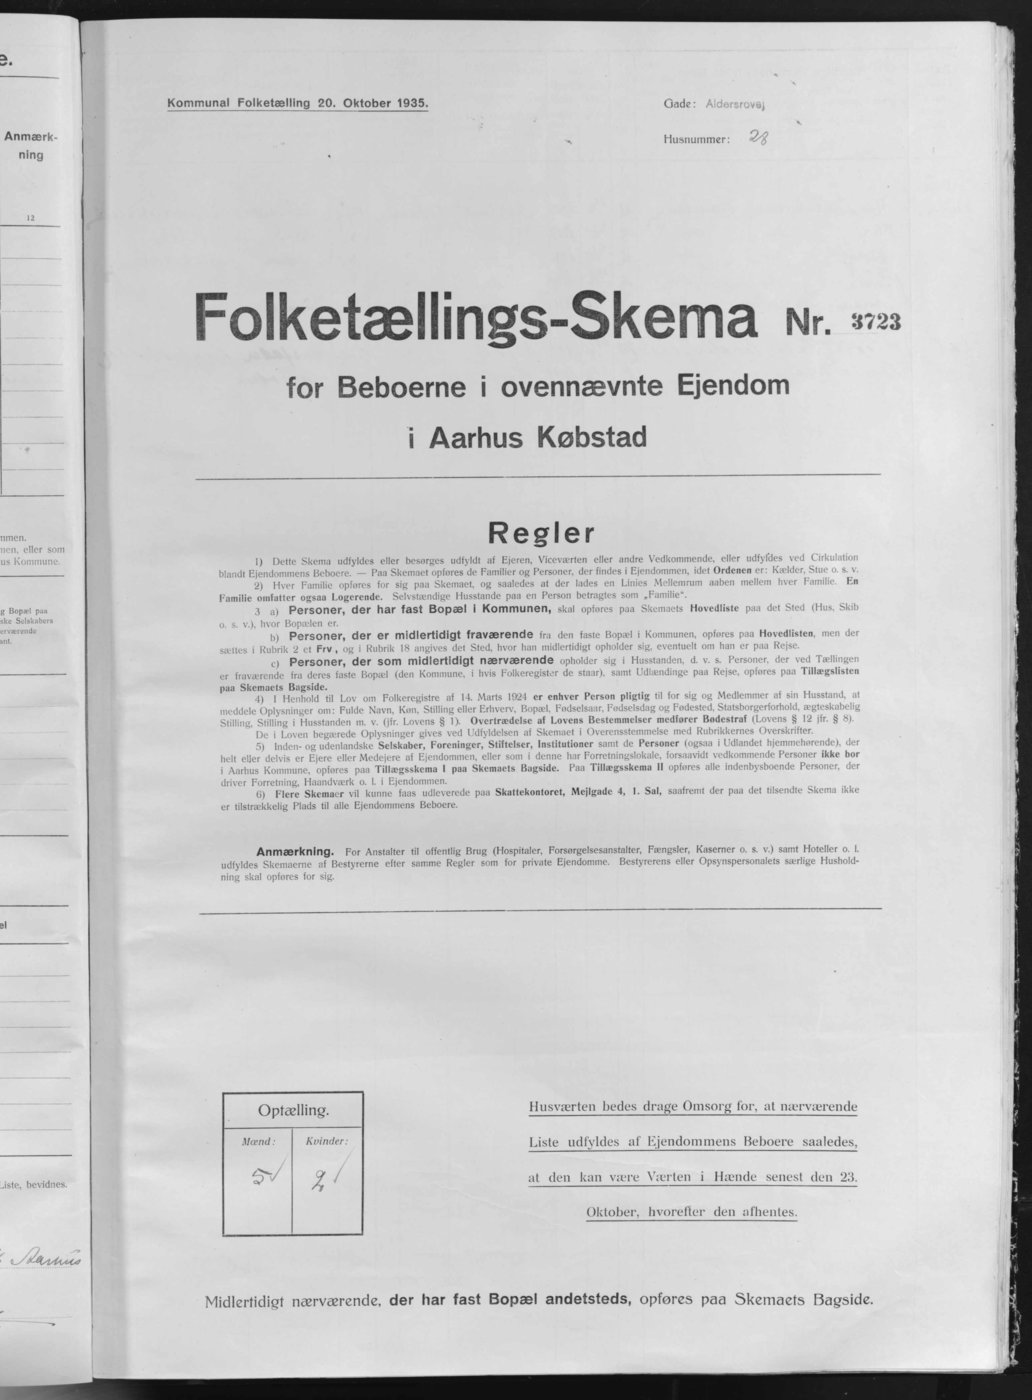 e.
Anmærk-
ning
12
mmen.
men, eller som
us Kommune.
g Bopæl paa
ske Selskabers
erværende
ant.
el
Liste, bevidnes.
Aarhus
Kommunal Folketælling 20. Oktober 1935.
Gade: Aldersrovej
Husnummer: 28
Folketællings-Skema Nr. 3723
for Beboerne i ovennævnte Ejendom
i Aarhus Købstad
Regler
1) Dette Skema udfyldes eller besørges udfyldt af Ejeren, Viceværten eller andre Vedkommende, eller udfyldes ved Cirkulation
blandt Ejendommens Beboere. — Paa Skemaet opføres de Familier og Personer, der findes i Ejendommen, idet Ordenen er: Kælder, Stue o. s. v.
2) Hver Familie opføres for sig paa Skemaet, og saaledes at der lades en Linies Mellemrum aaben mellem hver Familie. En
Familie omfatter ogsaa Logerende. Selvstændige Husstande paa en Person betragtes som „Familie“.
3 a) Personer, der har fast Bopæl i Kommunen, skal opføres paa Skemaets Hovedliste paa det Sted (Hus, Skib
o. s. v.), hvor Bopælen er.
b) Personer, der er midlertidigt fraværende fra den faste Bopæl i Kommunen, opføres paa Hovedlisten, men der
sættes i Rubrik 2 et Frv, og i Rubrik 18 angives det Sted, hvor han midlertidigt opholder sig, eventuelt om han er paa Rejse.
c) Personer, der som midlertidigt nærværende opholder sig i Husstanden, d. v. s. Personer, der ved Tællingen
er fraværende fra deres faste Bopæl (den Kommune, i hvis Folkeregister de staar), samt Udlændinge paa Rejse, opføres paa Tillægslisten
paa Skemaets Bagside.
4) I Henhold til Lov om Folkeregistre af 14. Marts 1924 er enhver Person pligtig til for sig og Medlemmer af sin Husstand, at
meddele Oplysninger om: Fulde Navn, Køn, Stilling eller Erhverv, Bopæl, Fødselsaar, Fødselsdag og Fødested, Statsborgerforhold, ægteskabelig
Stilling, Stilling i Husstanden m. v. (jfr. Lovens § 1). Overtrædelse af Lovens Bestemmelser medfører Bødestraf (Lovens § 12 jfr. § 8).
De i Loven begærede Oplysninger gives ved Udfyldelsen af Skemaet i Overensstemmelse med Rubrikkernes Overskrifter.
5) Inden- og udenlandske Selskaber, Foreninger, Stiftelser, Institutioner samt de Personer (ogsaa i Udlandet hjemmehørende), der
helt eller delvis er Ejere eller Medejere af Ejendommen, eller som i denne har Forretningslokale, forsaavidt vedkommende Personer ikke bor
i Aarhus Kommune, opføres paa Tillægsskema I paa Skemaets Bagside. Paa Tillægsskema II opføres alle indenbysboende Personer, der
driver Forretning, Haandværk o. l. i Ejendommen.
6) Flere Skemaer vil kunne faas udleverede paa Skattekontoret, Mejlgade 4, 1. Sal, saafremt der paa det tilsendte Skema ikke
er tilstrækkelig Plads til alle Ejendommens Beboere.
Anmærkning. For Anstalter til offentlig Brug (Hospitaler, Forsørgelsesanstalter, Fængsler, Kaserner o. s. v.) samt Hoteller o. l.
udfyldes Skemaerne af Bestyrerne efter samme Regler som for private Ejendomme. Bestyrerens eller Opsynspersonalets særlige Hushold-
ning skal opføres for sig.
Optælling.
Mænd: Kvinder:
5 2
Husværten bedes drage Omsorg for, at nærværende
Liste udfyldes af Ejendommens Beboere saaledes,
at den kan være Værten i Hænde senest den 23.
Oktober, hvorefter den afhentes.
Midlertidigt nærværende, der har fast Bopæl andetsteds, opføres paa Skemaets Bagside.